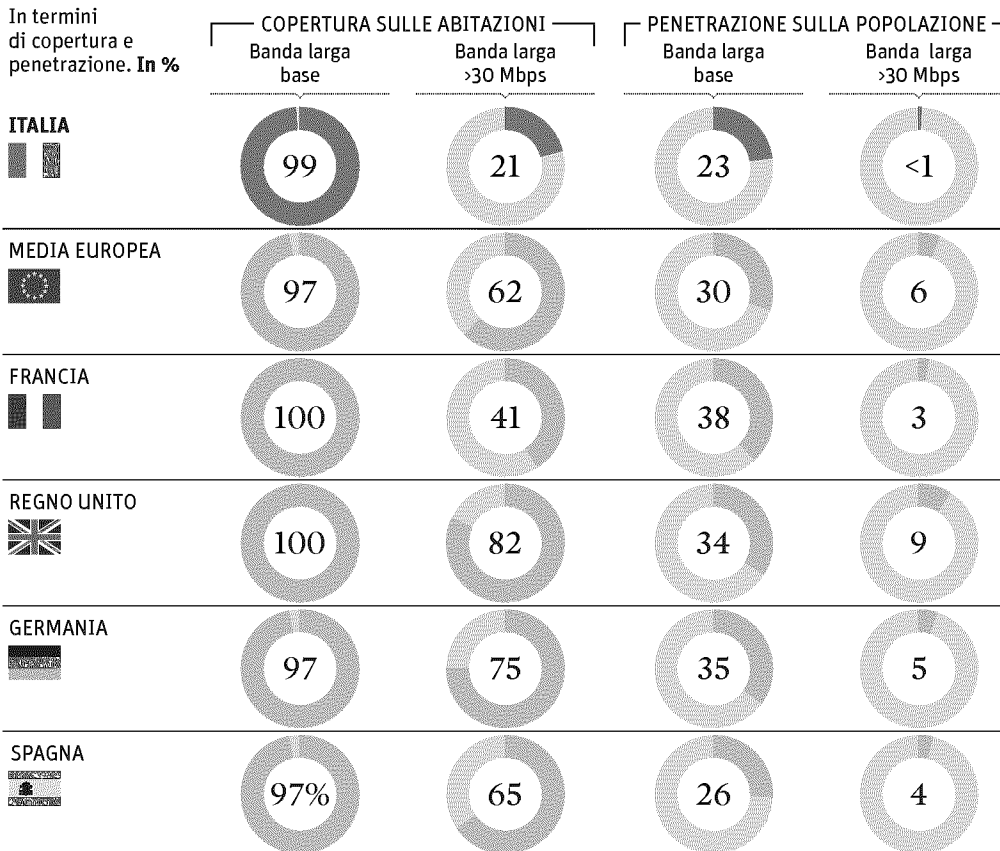 In termini
di copertura e
penetrazione. In %
COPERTURA SULLE ABITAZIONI
PENETRAZIONE SULLA POPOLAZIONE
Banda larga
base
Banda larga
>30 Mbps
Banda larga
base
Banda larga
>30 Mbps
ITALIA
99
21
23
<1
MEDIA EUROPEA
97
62
30
6
FRANCIA
100
41
38
3
REGNO UNITO
100
82
34
9
GERMANIA
97
75
35
5
SPAGNA
97%
65
26
4